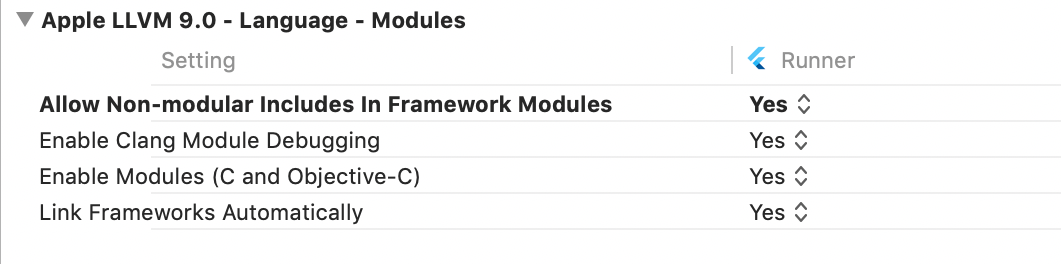 Apple LLVM 9.0 - Language - Modules
Setting Runner
Allow Non-modular Includes In Framework Modules Yes
Enable Clang Module Debugging Yes
Enable Modules (C and Objective-C) Yes
Link Frameworks Automatically Yes